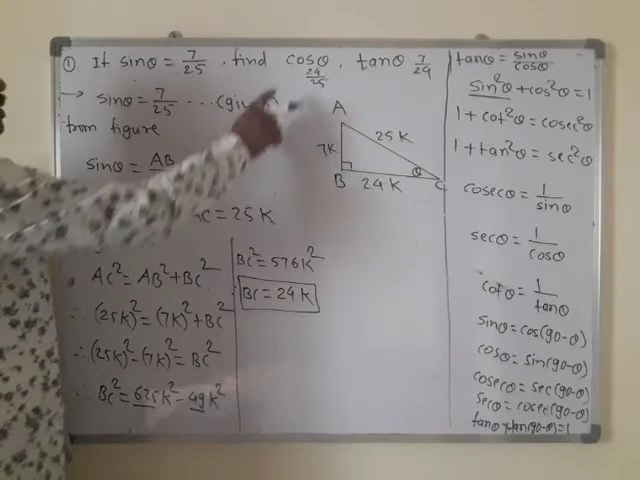 ①. If sinθ = 7/25 . find cosθ 24/25 . tanθ 7/24
→ sinθ = 7/25 ... (given
from figure
sinθ = AB
AC = 25K
AC² = AB² + BC²
∴ (25K)² = (7K)² + BC²
∴ (25K)² - (7K)² = BC²
∴ BC² = 625K² - 49K²
BC² = 576K²
BC = 24K
A
7K
25K
B
24K
θ
C
tanθ = sinθ/cosθ
sin²θ + cos²θ = 1
1 + cot²θ = cosec²θ
1 + tan²θ = sec²θ
cosecθ = 1/sinθ
secθ = 1/cosθ
cotθ = 1/tanθ
sinθ = cos(90-θ)
cosθ = sin(90-θ)
cosecθ = sec(90-θ)
secθ = cosec(90-θ)
tanθ × tan(90-θ) = 1